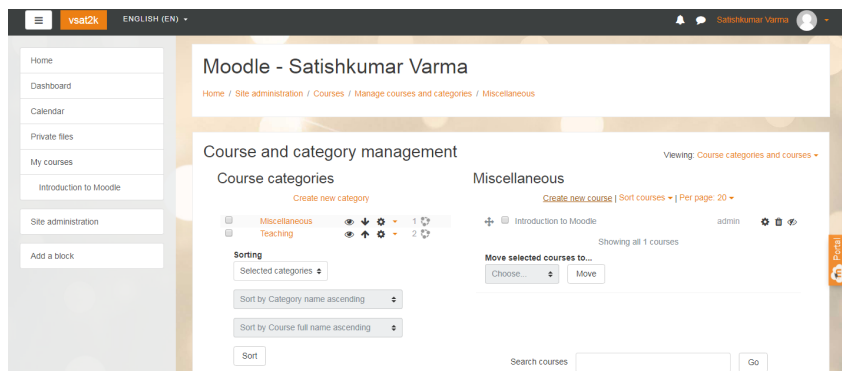 vsat2k ENGLISH (EN)
Satishkumar Varma
Home
Dashboard
Calendar
Private files
My courses
Introduction to Moodle
Site administration
Add a block
Moodle - Satishkumar Varma
Home / Site administration / Courses / Manage courses and categories / Miscellaneous
Course and category management
Viewing: Course categories and courses
Course categories
Create new category
Miscellaneous 1
Teaching 2
Sorting
Selected categories
Sort by Category name ascending
Sort by Course full name ascending
Sort
Miscellaneous
Create new course | Sort courses | Per page: 20
Introduction to Moodle admin
Showing all 1 courses
Move selected courses to...
Choose... Move
Search courses Go
Portal